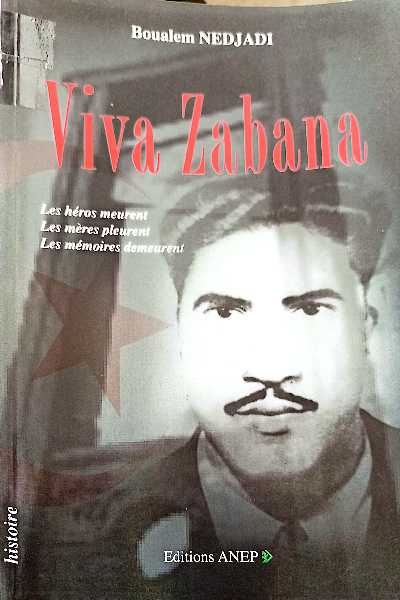 Boualem NEDJADI
Viva Zabana
Les héros meurent
Les mères pleurent
Les mémoires demeurent
histoire
Editions ANEP